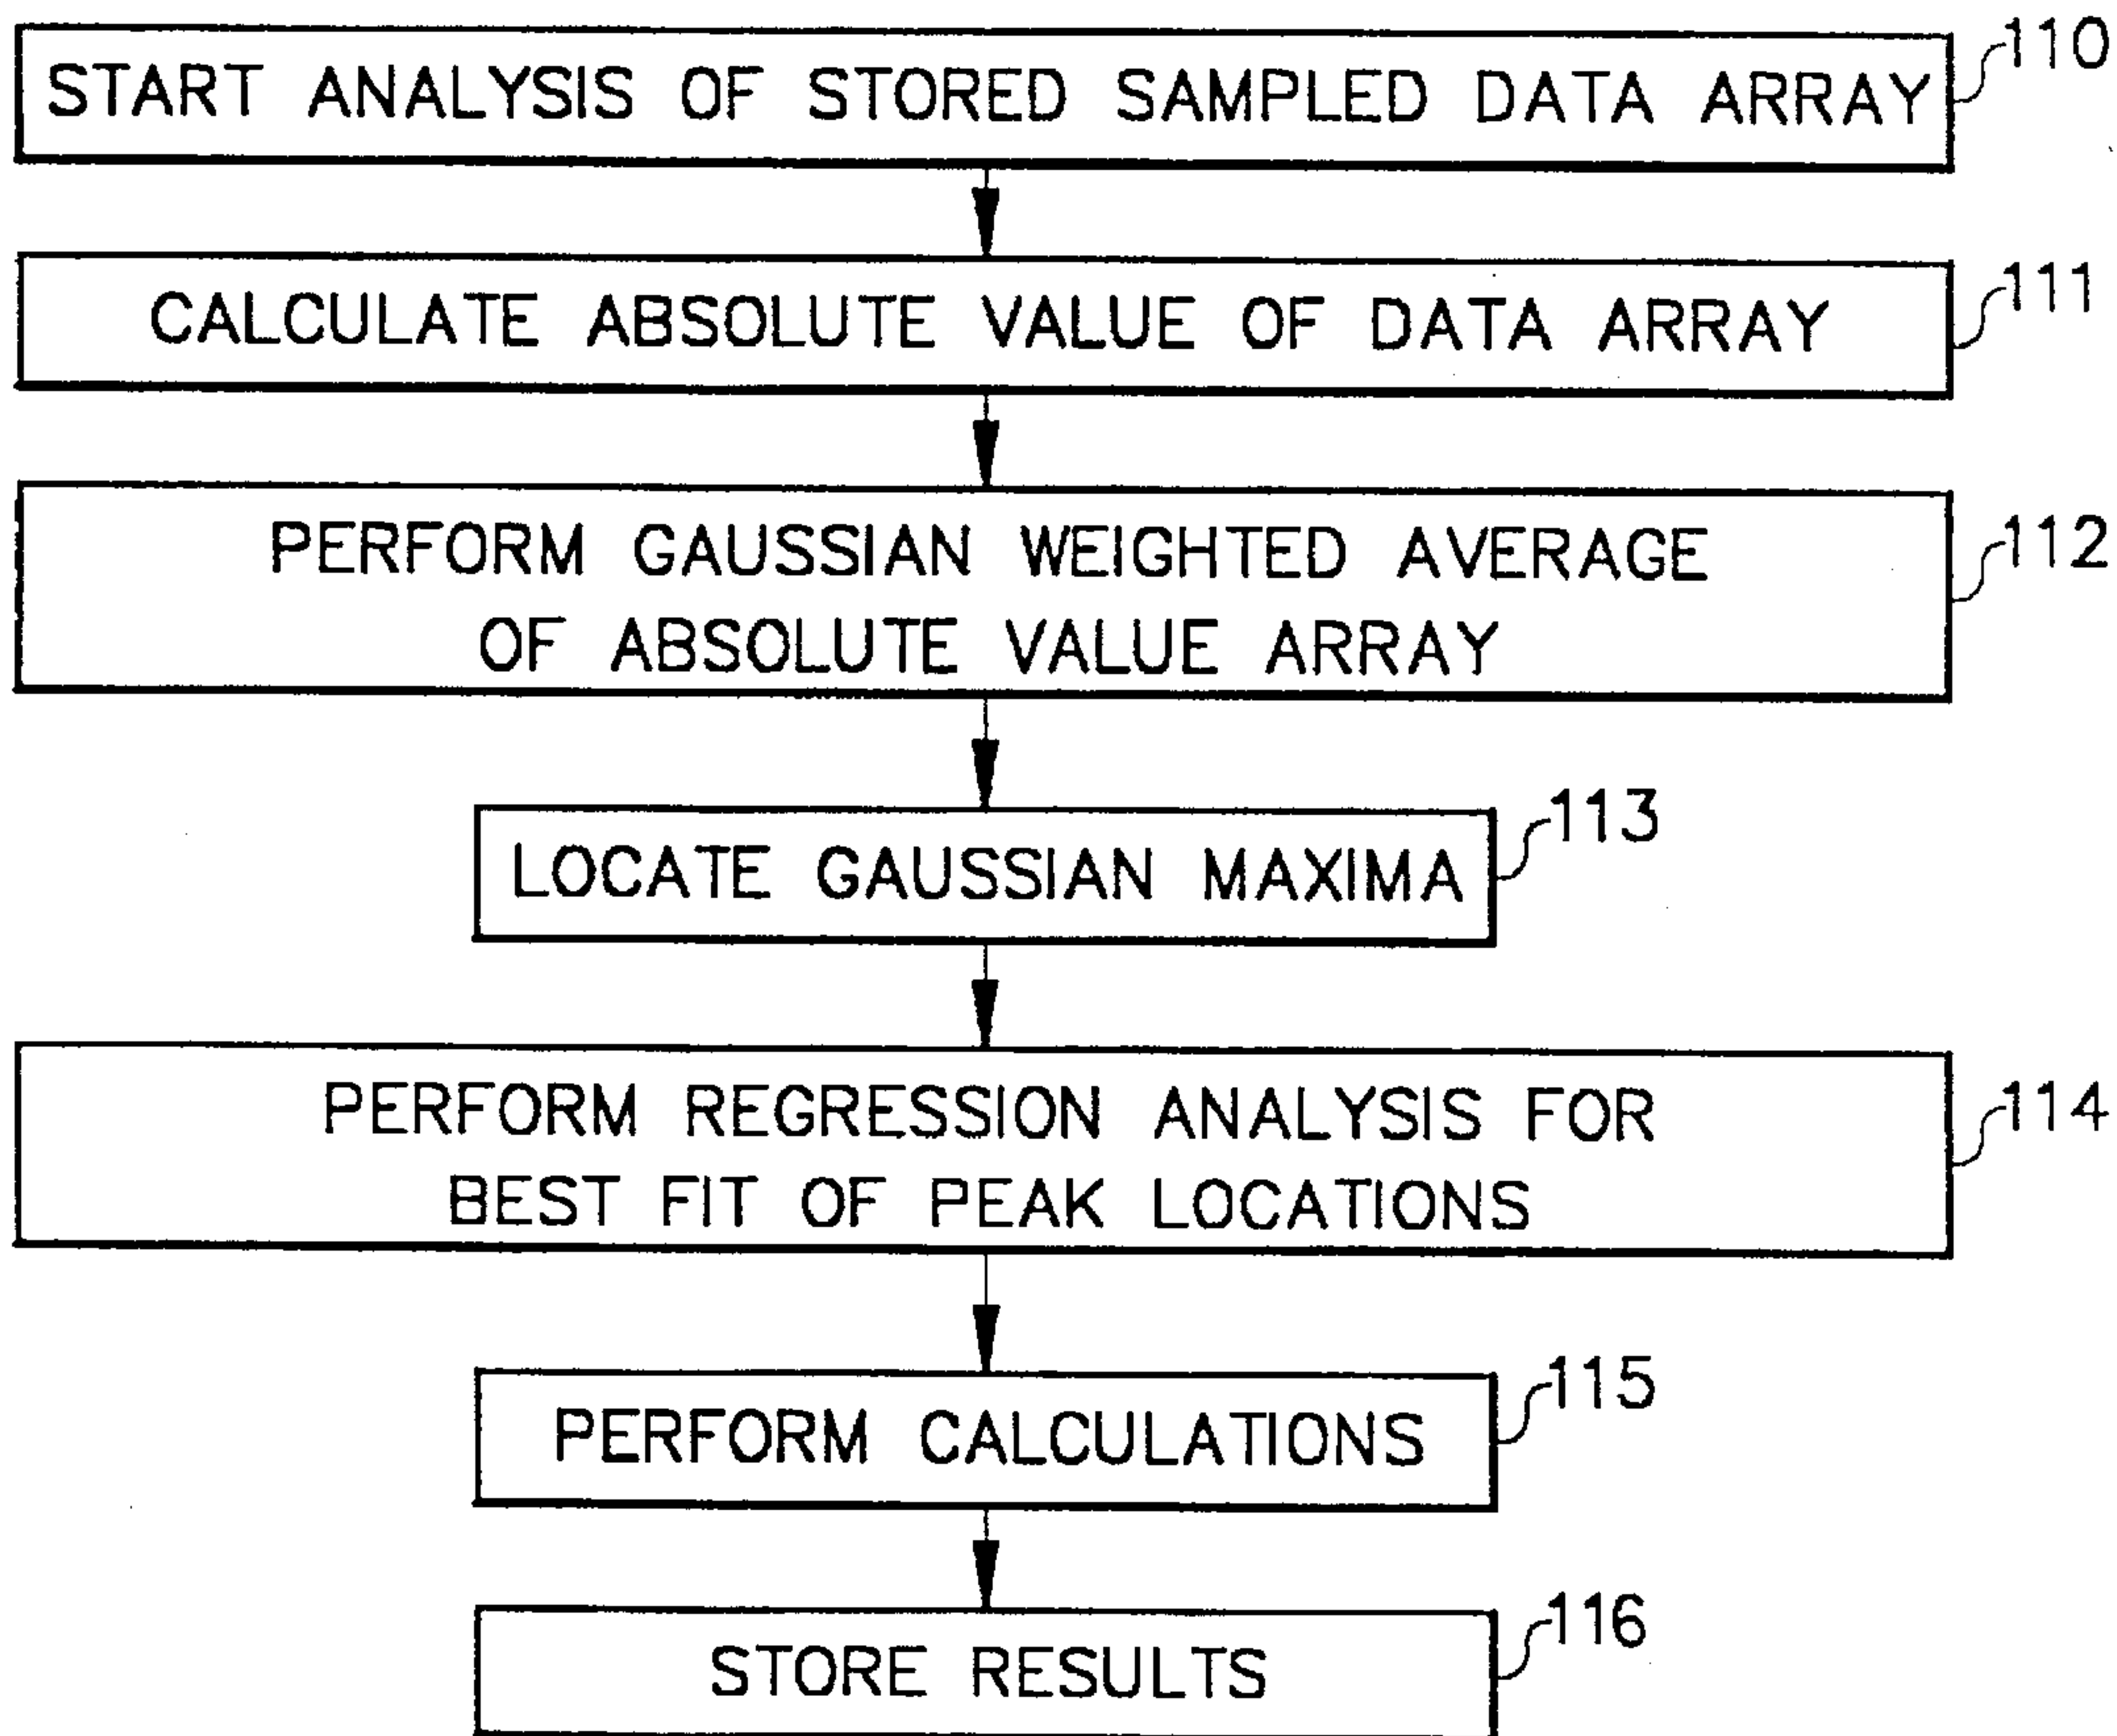 START ANALYSIS OF STORED SAMPLED DATA ARRAY
110
CALCULATE ABSOLUTE VALUE OF DATA ARRAY
111
PERFORM GAUSSIAN WEIGHTED AVERAGE
OF ABSOLUTE VALUE ARRAY
112
LOCATE GAUSSIAN MAXIMA
113
PERFORM REGRESSION ANALYSIS FOR
BEST FIT OF PEAK LOCATIONS
114
PERFORM CALCULATIONS
115
STORE RESULTS
116